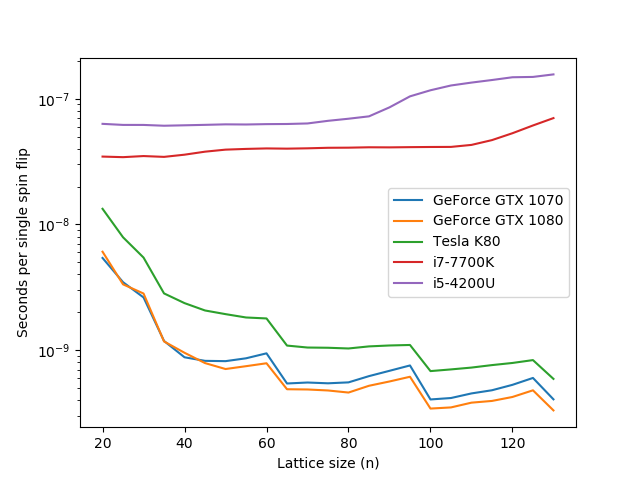 10⁻⁷
10⁻⁸
10⁻⁹
Seconds per single spin flip
GeForce GTX 1070
GeForce GTX 1080
Tesla K80
i7-7700K
i5-4200U
20 40 60 80 100 120
Lattice size (n)